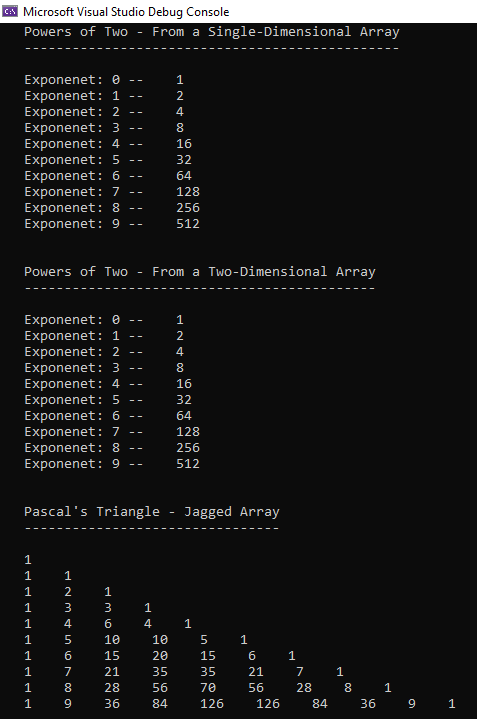 Microsoft Visual Studio Debug Console
Powers of Two - From a Single-Dimensional Array
-----------------------------------------------
Exponenet: 0 --    1
Exponenet: 1 --    2
Exponenet: 2 --    4
Exponenet: 3 --    8
Exponenet: 4 --    16
Exponenet: 5 --    32
Exponenet: 6 --    64
Exponenet: 7 --    128
Exponenet: 8 --    256
Exponenet: 9 --    512
Powers of Two - From a Two-Dimensional Array
--------------------------------------------
Exponenet: 0 --    1
Exponenet: 1 --    2
Exponenet: 2 --    4
Exponenet: 3 --    8
Exponenet: 4 --    16
Exponenet: 5 --    32
Exponenet: 6 --    64
Exponenet: 7 --    128
Exponenet: 8 --    256
Exponenet: 9 --    512
Pascal's Triangle - Jagged Array
--------------------------------
1
1    1
1    2    1
1    3    3    1
1    4    6    4    1
1    5    10    10    5    1
1    6    15    20    15    6    1
1    7    21    35    35    21    7    1
1    8    28    56    70    56    28    8    1
1    9    36    84    126    126    84    36    9    1